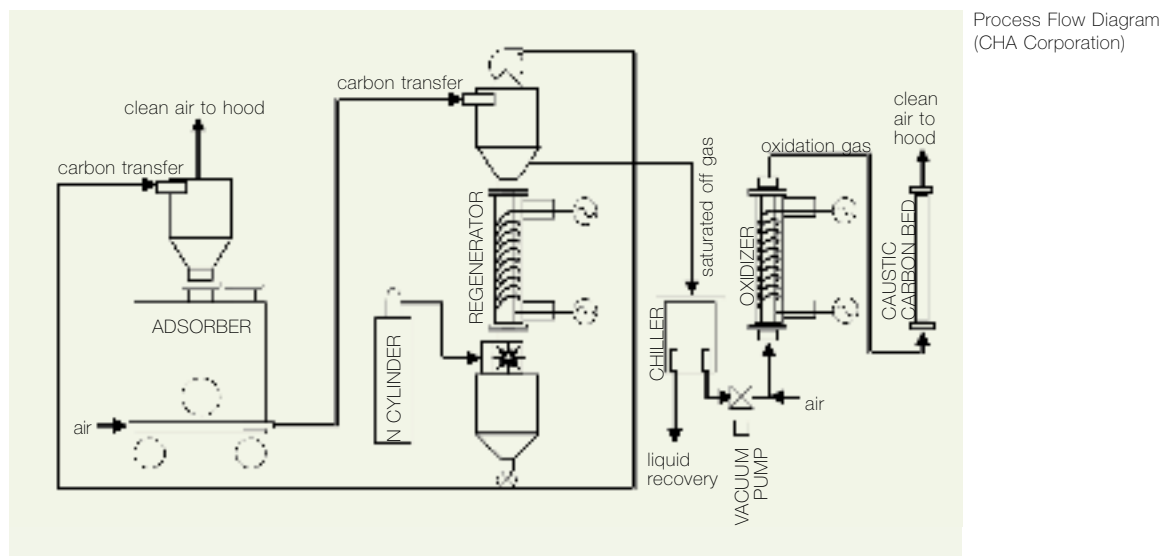 Process Flow Diagram
(CHA Corporation)
carbon transfer
clean air to hood
carbon transfer
clean
air to
hood
oxidation gas
saturated off gas
REGENERATOR
OXIDIZER
CAUSTIC
CARBON BED
ADSORBER
N CYLINDER
CHILLER
air
air
liquid
recovery
VACUUM
PUMP